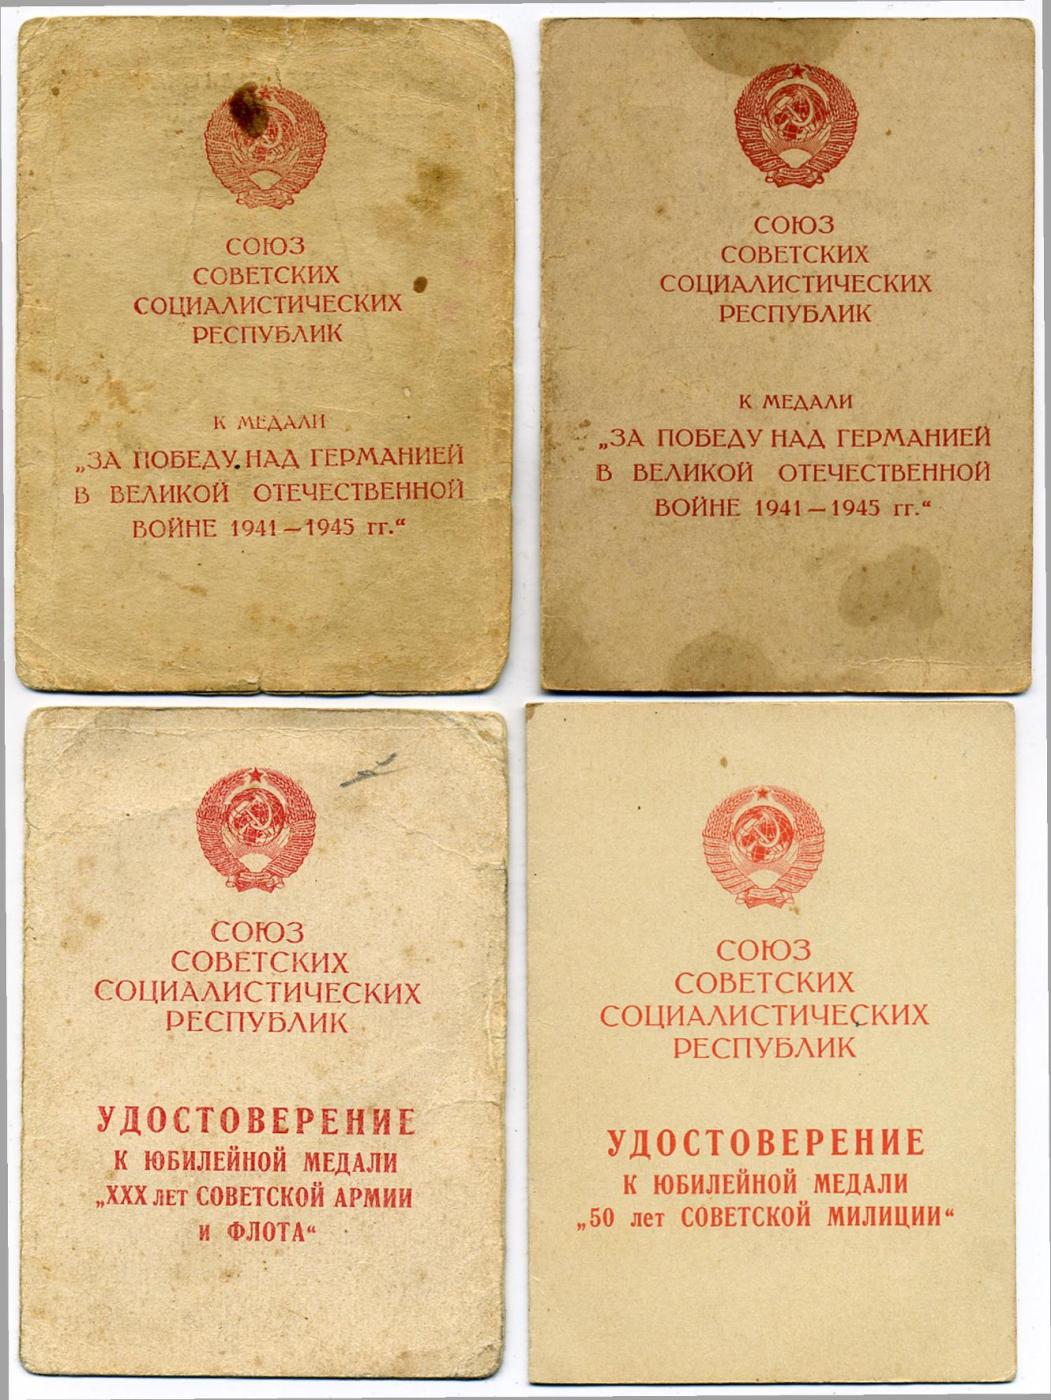 СОЮЗ
СОВЕТСКИХ
СОЦИАЛИСТИЧЕСКИХ
РЕСПУБЛИК
К МЕДАЛИ
„ЗА ПОБЕДУ НАД ГЕРМАНИЕЙ
В ВЕЛИКОЙ ОТЕЧЕСТВЕННОЙ
ВОЙНЕ 1941—1945 гг.“
СОЮЗ
СОВЕТСКИХ
СОЦИАЛИСТИЧЕСКИХ
РЕСПУБЛИК
К МЕДАЛИ
„ЗА ПОБЕДУ НАД ГЕРМАНИЕЙ
В ВЕЛИКОЙ ОТЕЧЕСТВЕННОЙ
ВОЙНЕ 1941—1945 гг.“
СОЮЗ
СОВЕТСКИХ
СОЦИАЛИСТИЧЕСКИХ
РЕСПУБЛИК
УДОСТОВЕРЕНИЕ
К ЮБИЛЕЙНОЙ МЕДАЛИ
„XXX лет СОВЕТСКОЙ АРМИИ
И ФЛОТА“
СОЮЗ
СОВЕТСКИХ
СОЦИАЛИСТИЧЕСКИХ
РЕСПУБЛИК
УДОСТОВЕРЕНИЕ
К ЮБИЛЕЙНОЙ МЕДАЛИ
„50 лет СОВЕТСКОЙ МИЛИЦИИ“